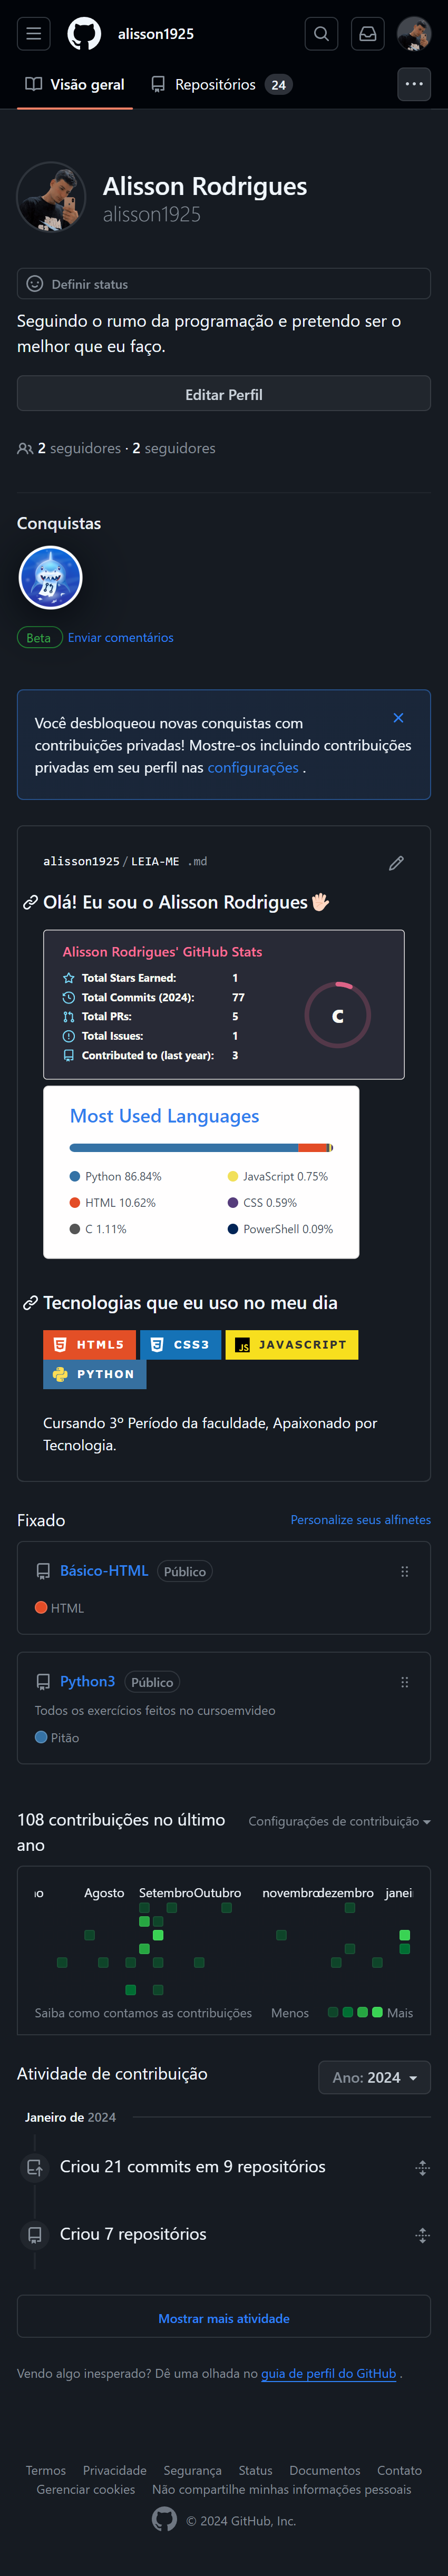 alisson1925
Visão geral
Repositórios 24
Alisson Rodrigues
alisson1925
Definir status
Seguindo o rumo da programação e pretendo ser o
melhor que eu faço.
Editar Perfil
2 seguidores · 2 seguidores
Conquistas
Beta Enviar comentários
Você desbloqueou novas conquistas com
contribuições privadas! Mostre-os incluindo contribuições
privadas em seu perfil nas configurações .
alisson1925/LEIA-ME .md
Olá! Eu sou o Alisson Rodrigues
Alisson Rodrigues' GitHub Stats
Total Stars Earned: 1
Total Commits (2024): 77
Total PRs: 5
Total Issues: 1
Contributed to (last year): 3
C
Most Used Languages
Python 86.84% JavaScript 0.75%
HTML 10.62% CSS 0.59%
C 1.11% PowerShell 0.09%
Tecnologias que eu uso no meu dia
HTML5 CSS3 JS JAVASCRIPT
PYTHON
Cursando 3º Período da faculdade, Apaixonado por
Tecnologia.
Fixado Personalize seus alfinetes
Básico-HTML Público
HTML
Python3 Público
Todos os exercícios feitos no cursoemvideo
Pitão
108 contribuições no último
ano
Configurações de contribuição
Agosto Setembro Outubro novembro dezembro janei
Saiba como contamos as contribuições Menos Mais
Atividade de contribuição Ano: 2024
Janeiro de 2024
Criou 21 commits em 9 repositórios
Criou 7 repositórios
Mostrar mais atividade
Vendo algo inesperado? Dê uma olhada no guia de perfil do GitHub .
Termos Privacidade Segurança Status Documentos Contato
Gerenciar cookies Não compartilhe minhas informações pessoais
© 2024 GitHub, Inc.